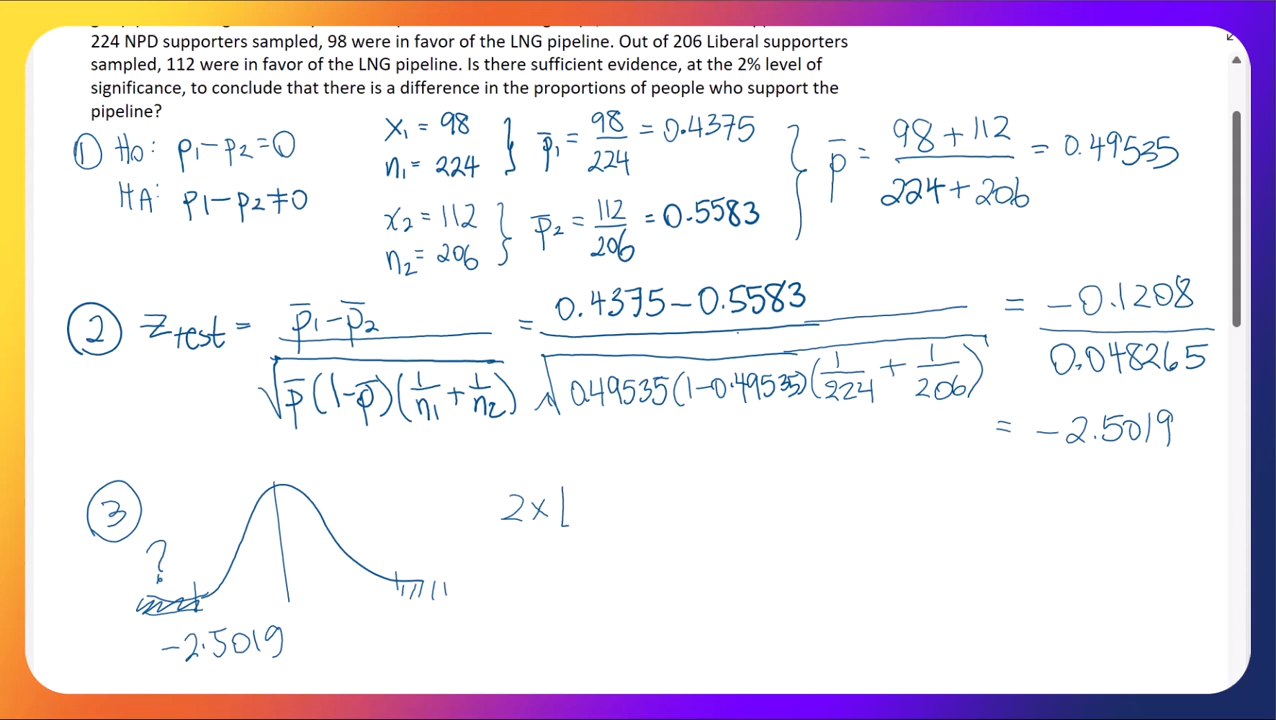 224 NPD supporters sampled, 98 were in favor of the LNG pipeline. Out of 206 Liberal supporters
sampled, 112 were in favor of the LNG pipeline. Is there sufficient evidence, at the 2% level of
significance, to conclude that there is a difference in the proportions of people who support the
pipeline?
① Ho: p1-p2=0
HA: p1-p2≠0
x1 = 98
n1 = 224
p̅1 = 98/224 = 0.4375
x2 = 112
n2 = 206
p̅2 = 112/206 = 0.5583
p̅ = (98+112)/(224+206) = 0.49535
② Ztest = (p̅1-p̅2)/√(p̅(1-p̅)(1/n1+1/n2)) = (0.4375-0.5583)/√(0.49535(1-0.49535)(1/224+1/206)) = -0.1208/0.048265
= -2.5019
③
?
-2.5019
2×[